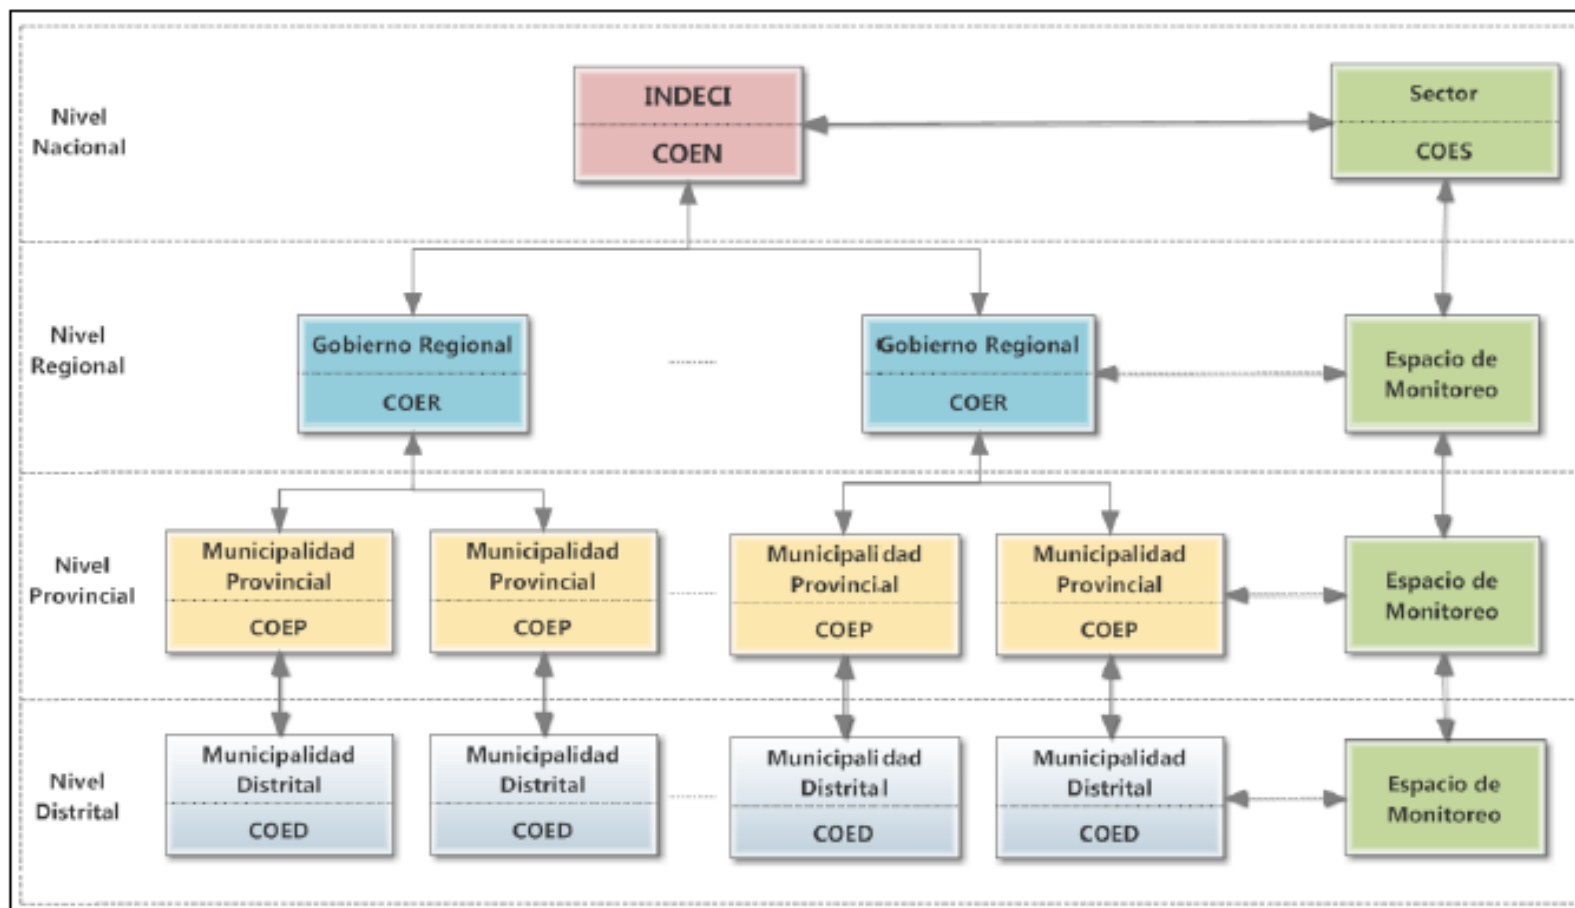 Nivel
Nacional
INDECI
COEN
Sector
COES
Nivel
Regional
Gobierno Regional
COER
Gobierno Regional
COER
Espacio de
Monitoreo
Nivel
Provincial
Municipalidad
Provincial
COEP
Municipalidad
Provincial
COEP
Municipalidad
Provincial
COEP
Municipalidad
Provincial
COEP
Espacio de
Monitoreo
Nivel
Distrital
Municipalidad
Distrital
COED
Municipalidad
Distrital
COED
Municipalidad
Distrital
COED
Municipalidad
Distrital
COED
Espacio de
Monitoreo